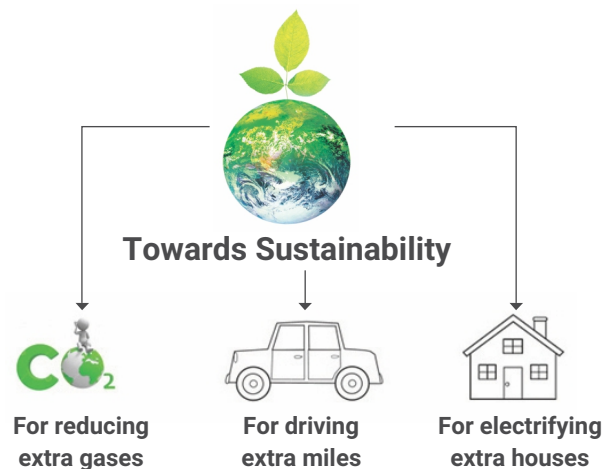 Towards Sustainability
CO2
For reducing
extra gases
For driving
extra miles
For electrifying
extra houses